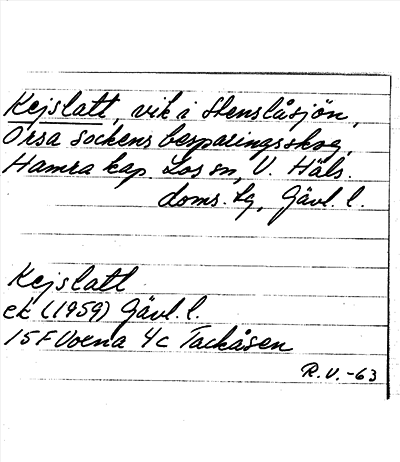 Kejslatt, vik i Stenslåsjön,
Orsa sockens besparingsskog,
Hamra kap. Los sn, V. Häls.
doms. lg, Gävl. l.
Kejslatt
ek (1959) Gävl. l.
15F Voxna 4c Tackåsen
R.V.-63